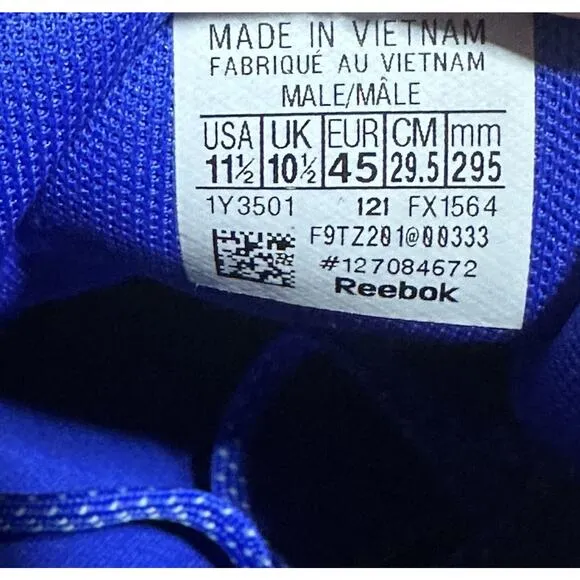 MADE IN VIETNAM
FABRIQUÉ AU VIETNAM
MALE/MÂLE
USA UK EUR CM mm
11½ 10½ 45 29.5 295
1Y3501 121 FX1564
F9TZ201@00333
#127084672
Reebok